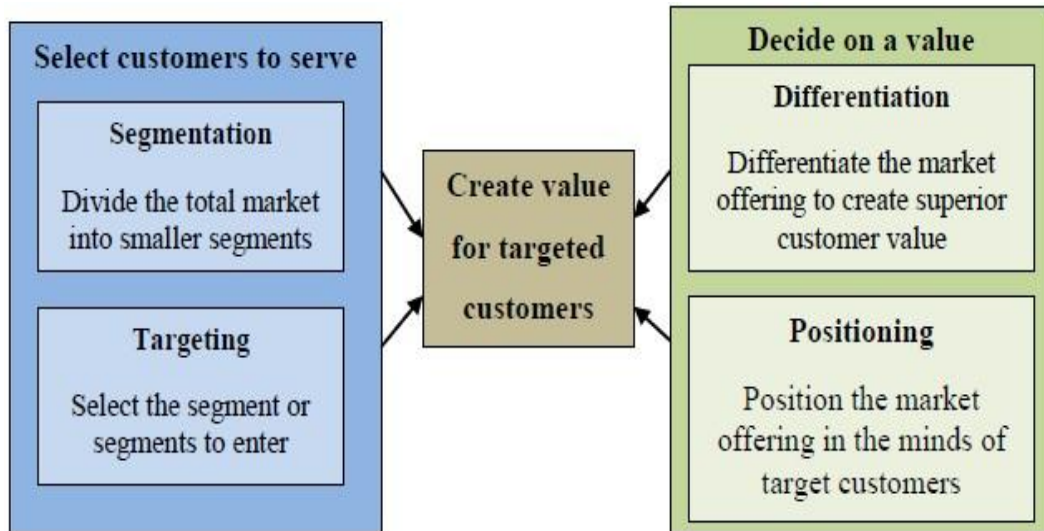 Select customers to serve
Segmentation
Divide the total market
into smaller segments
Targeting
Select the segment or
segments to enter
Create value
for targeted
customers
Decide on a value
Differentiation
Differentiate the market
offering to create superior
customer value
Positioning
Position the market
offering in the minds of
target customers